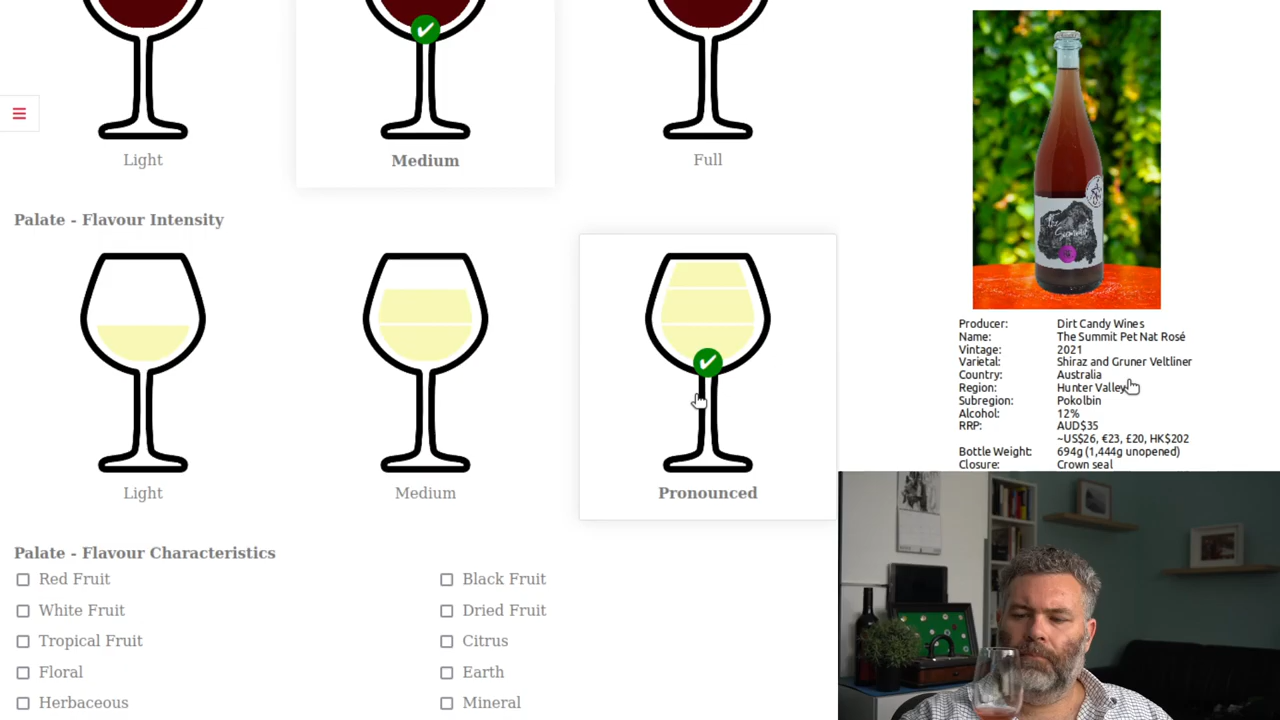 Light
Medium
Full
Palate - Flavour Intensity
Light
Medium
Pronounced
Palate - Flavour Characteristics
Red Fruit
Black Fruit
White Fruit
Dried Fruit
Tropical Fruit
Citrus
Floral
Earth
Herbaceous
Mineral
The Summit
Producer: Dirt Candy Wines
Name: The Summit Pet Nat Rosé
Vintage: 2021
Varietal: Shiraz and Gruner Veltliner
Country: Australia
Region: Hunter Valley
Subregion: Pokolbin
Alcohol: 12%
RRP: AUD$35
~US$26, €23, £20, HK$202
Bottle Weight: 694g (1,444g unopened)
Closure: Crown seal